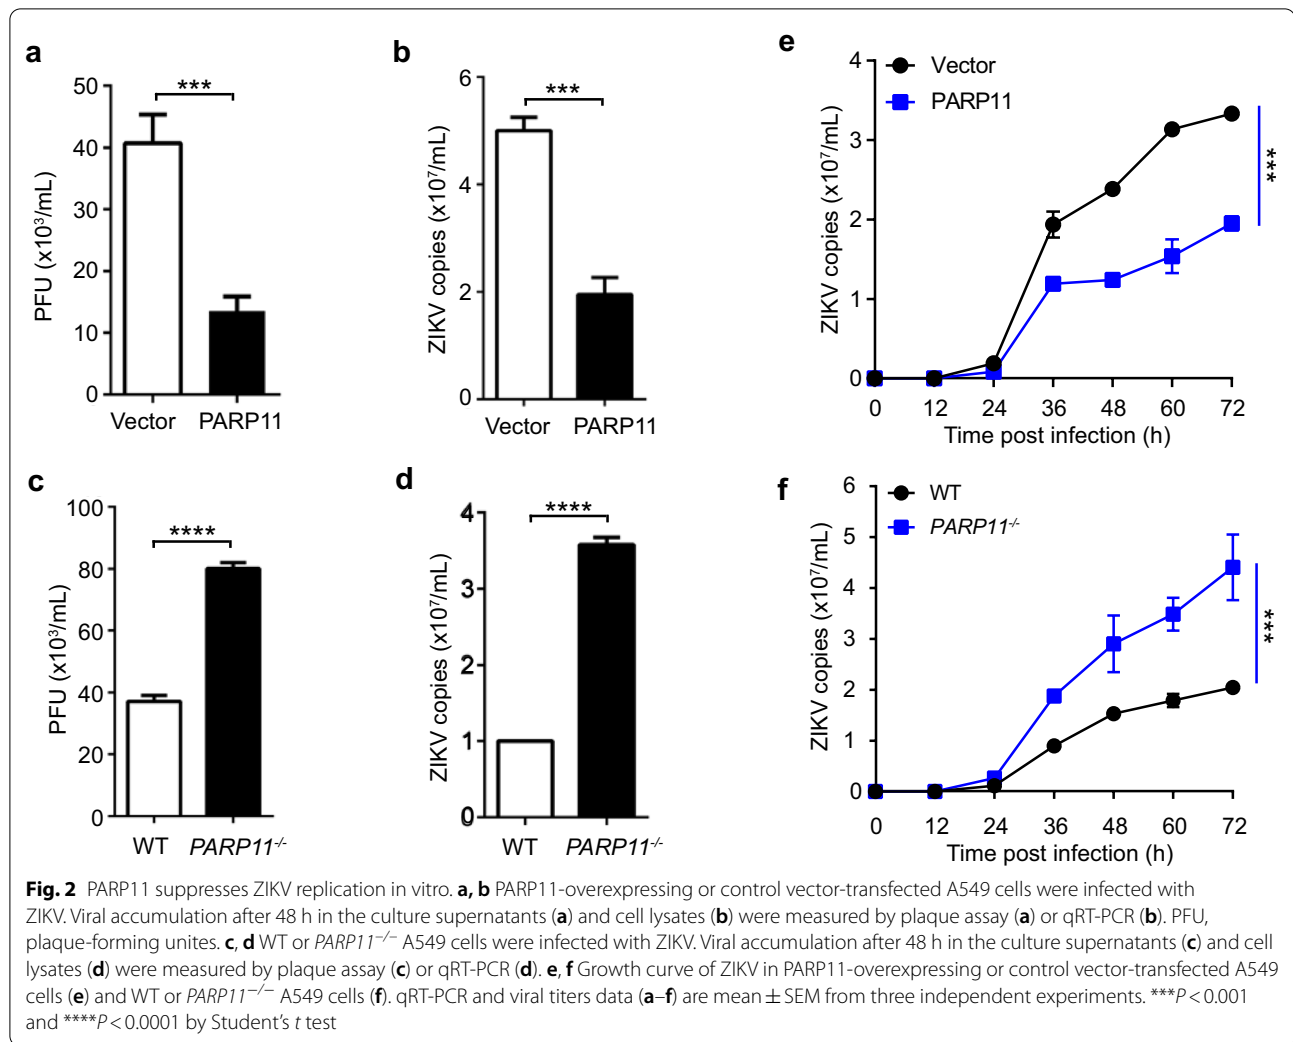 a
***
50
40
30
20
10
0
PFU (x10³/mL)
Vector PARP11
b
***
6
4
2
0
ZIKV copies (x10⁷/mL)
Vector PARP11
e
Vector
PARP11
4
3
2
1
0
ZIKV copies (x10⁷/mL)
***
0 12 24 36 48 60 72
Time post infection (h)
c
****
100
80
60
40
20
0
PFU (x10³/mL)
WT PARP11⁻/⁻
d
****
4
3
2
1
0
ZIKV copies (x10⁷/mL)
WT PARP11⁻/⁻
f
WT
PARP11⁻/⁻
6
5
4
3
2
1
0
ZIKV copies (x10⁷/mL)
***
0 12 24 36 48 60 72
Time post infection (h)
Fig. 2 PARP11 suppresses ZIKV replication in vitro. a, b PARP11-overexpressing or control vector-transfected A549 cells were infected with
ZIKV. Viral accumulation after 48 h in the culture supernatants (a) and cell lysates (b) were measured by plaque assay (a) or qRT-PCR (b). PFU,
plaque-forming unites. c, d WT or PARP11⁻/⁻ A549 cells were infected with ZIKV. Viral accumulation after 48 h in the culture supernatants (c) and cell
lysates (d) were measured by plaque assay (c) or qRT-PCR (d). e, f Growth curve of ZIKV in PARP11-overexpressing or control vector-transfected A549
cells (e) and WT or PARP11⁻/⁻ A549 cells (f). qRT-PCR and viral titers data (a–f) are mean ± SEM from three independent experiments. ***P < 0.001
and ****P < 0.0001 by Student's t test